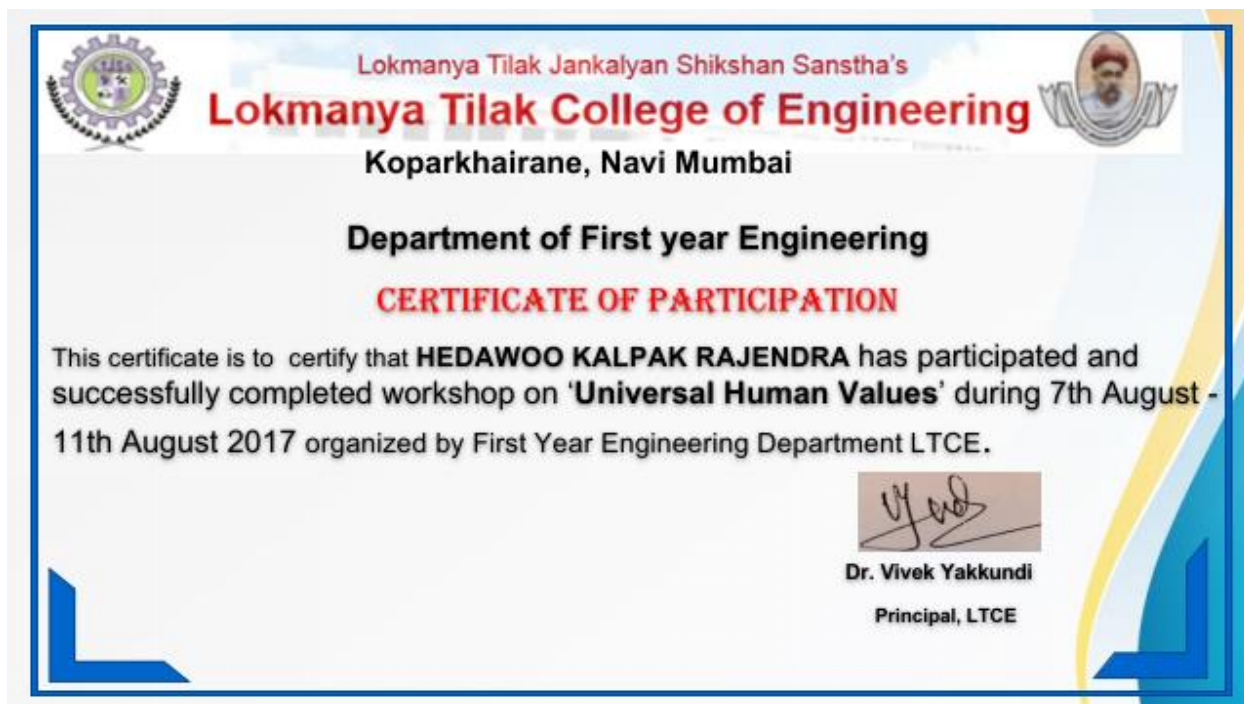 Lokmanya Tilak Jankalyan Shikshan Sanstha's
Lokmanya Tilak College of Engineering
Koparkhairane, Navi Mumbai
Department of First year Engineering
CERTIFICATE OF PARTICIPATION
This certificate is to certify that HEDAWOO KALPAK RAJENDRA has participated and
successfully completed workshop on ‘Universal Human Values’ during 7th August -
11th August 2017 organized by First Year Engineering Department LTCE.
Dr. Vivek Yakkundi
Principal, LTCE